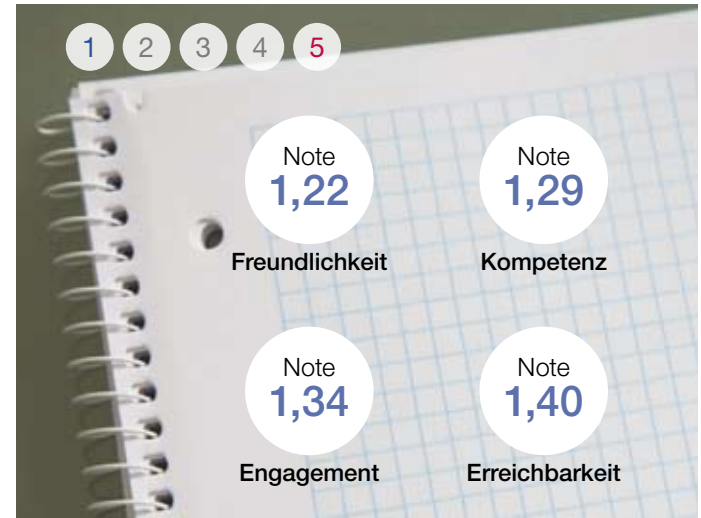 1 2 3 4 5
Note
1,22
Freundlichkeit
Note
1,29
Kompetenz
Note
1,34
Engagement
Note
1,40
Erreichbarkeit